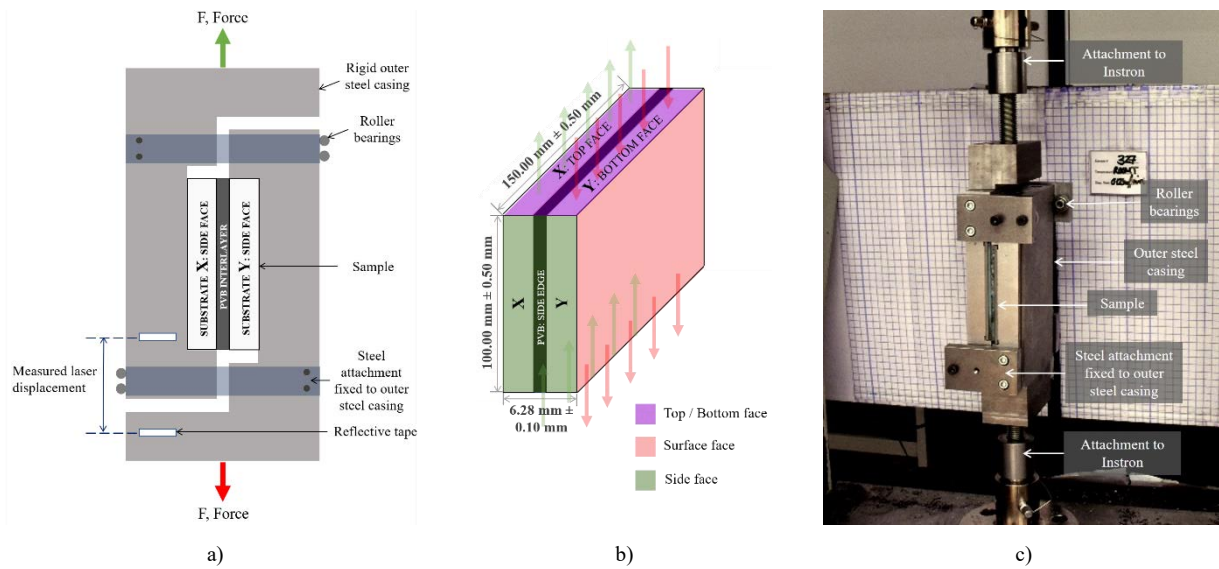 F, Force
Rigid outer
steel casing
Roller
bearings
SUBSTRATE X: SIDE FACE
PVB INTERLAYER
SUBSTRATE Y: SIDE FACE
Sample
Measured laser
displacement
Steel attachment
fixed to outer
steel casing
Reflective tape
F, Force
a)
150.00 mm ± 0.50 mm
X: TOP FACE
Y: BOTTOM FACE
100.00 mm ± 0.50 mm
X
PVB: SIDE EDGE
Y
6.28 mm ±
0.10 mm
Top / Bottom face
Surface face
Side face
b)
Attachment to
Instron
327
Roller
bearings
Outer steel
casing
Sample
Steel attachment
fixed to outer
steel casing
Attachment to
Instron
c)